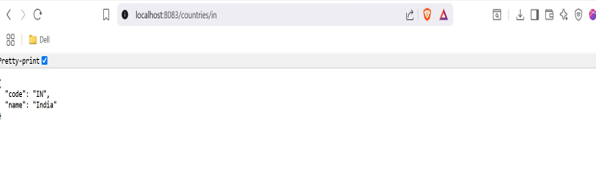 localhost:8083/countries/in
Dell
Pretty-print
{
"code": "IN",
"name": "India"
}